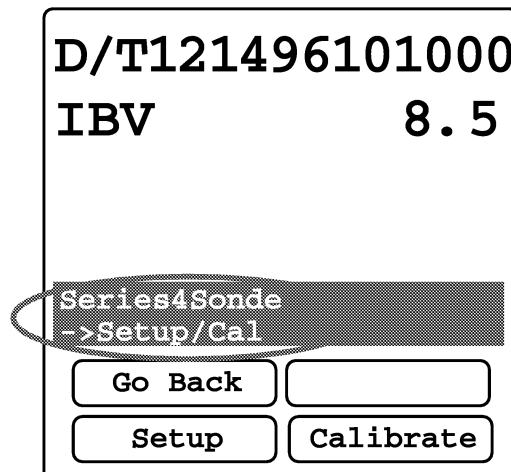 D/T121496101000
IBV 8.5
Series4Sonde
->Setup/Cal
Go Back
Setup Calibrate